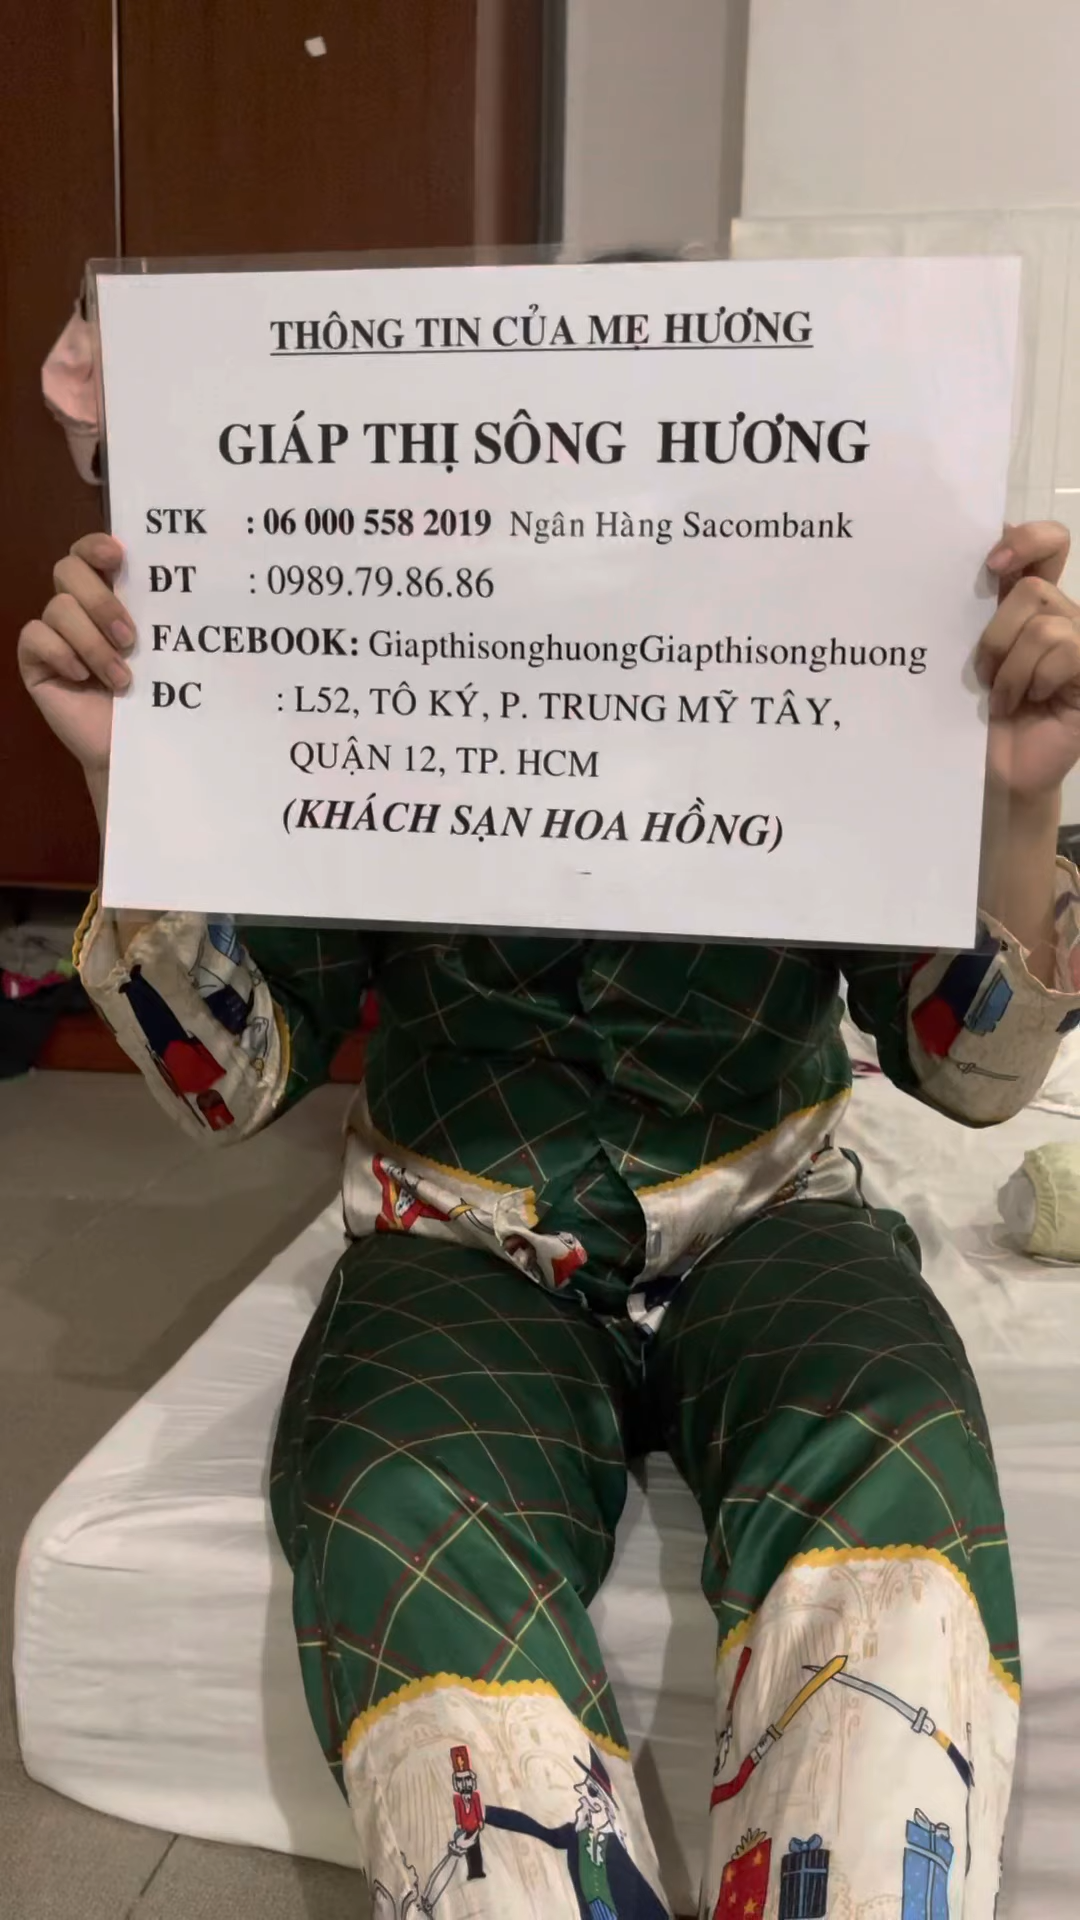 THÔNG TIN CỦA MẸ HƯƠNG
GIÁP THỊ SÔNG HƯƠNG
STK : 06 000 558 2019 Ngân Hàng Sacombank
ĐT : 0989.79.86.86
FACEBOOK: GiapthisonghuongGiapthisonghuong
ĐC : L52, TÔ KÝ, P. TRUNG MỸ TÂY,
QUẬN 12, TP. HCM
(KHÁCH SẠN HOA HỒNG)